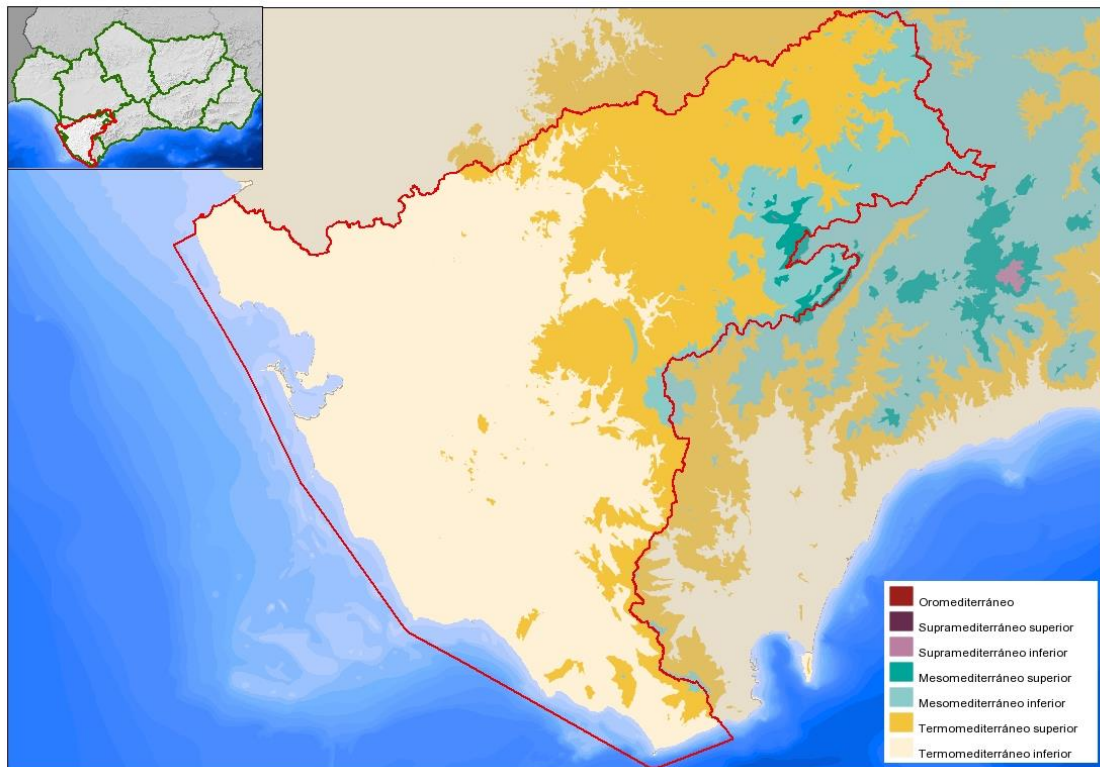 Oromediterráneo
Supramediterráneo superior
Supramediterráneo inferior
Mesomediterráneo superior
Mesomediterráneo inferior
Termomediterráneo superior
Termomediterráneo inferior